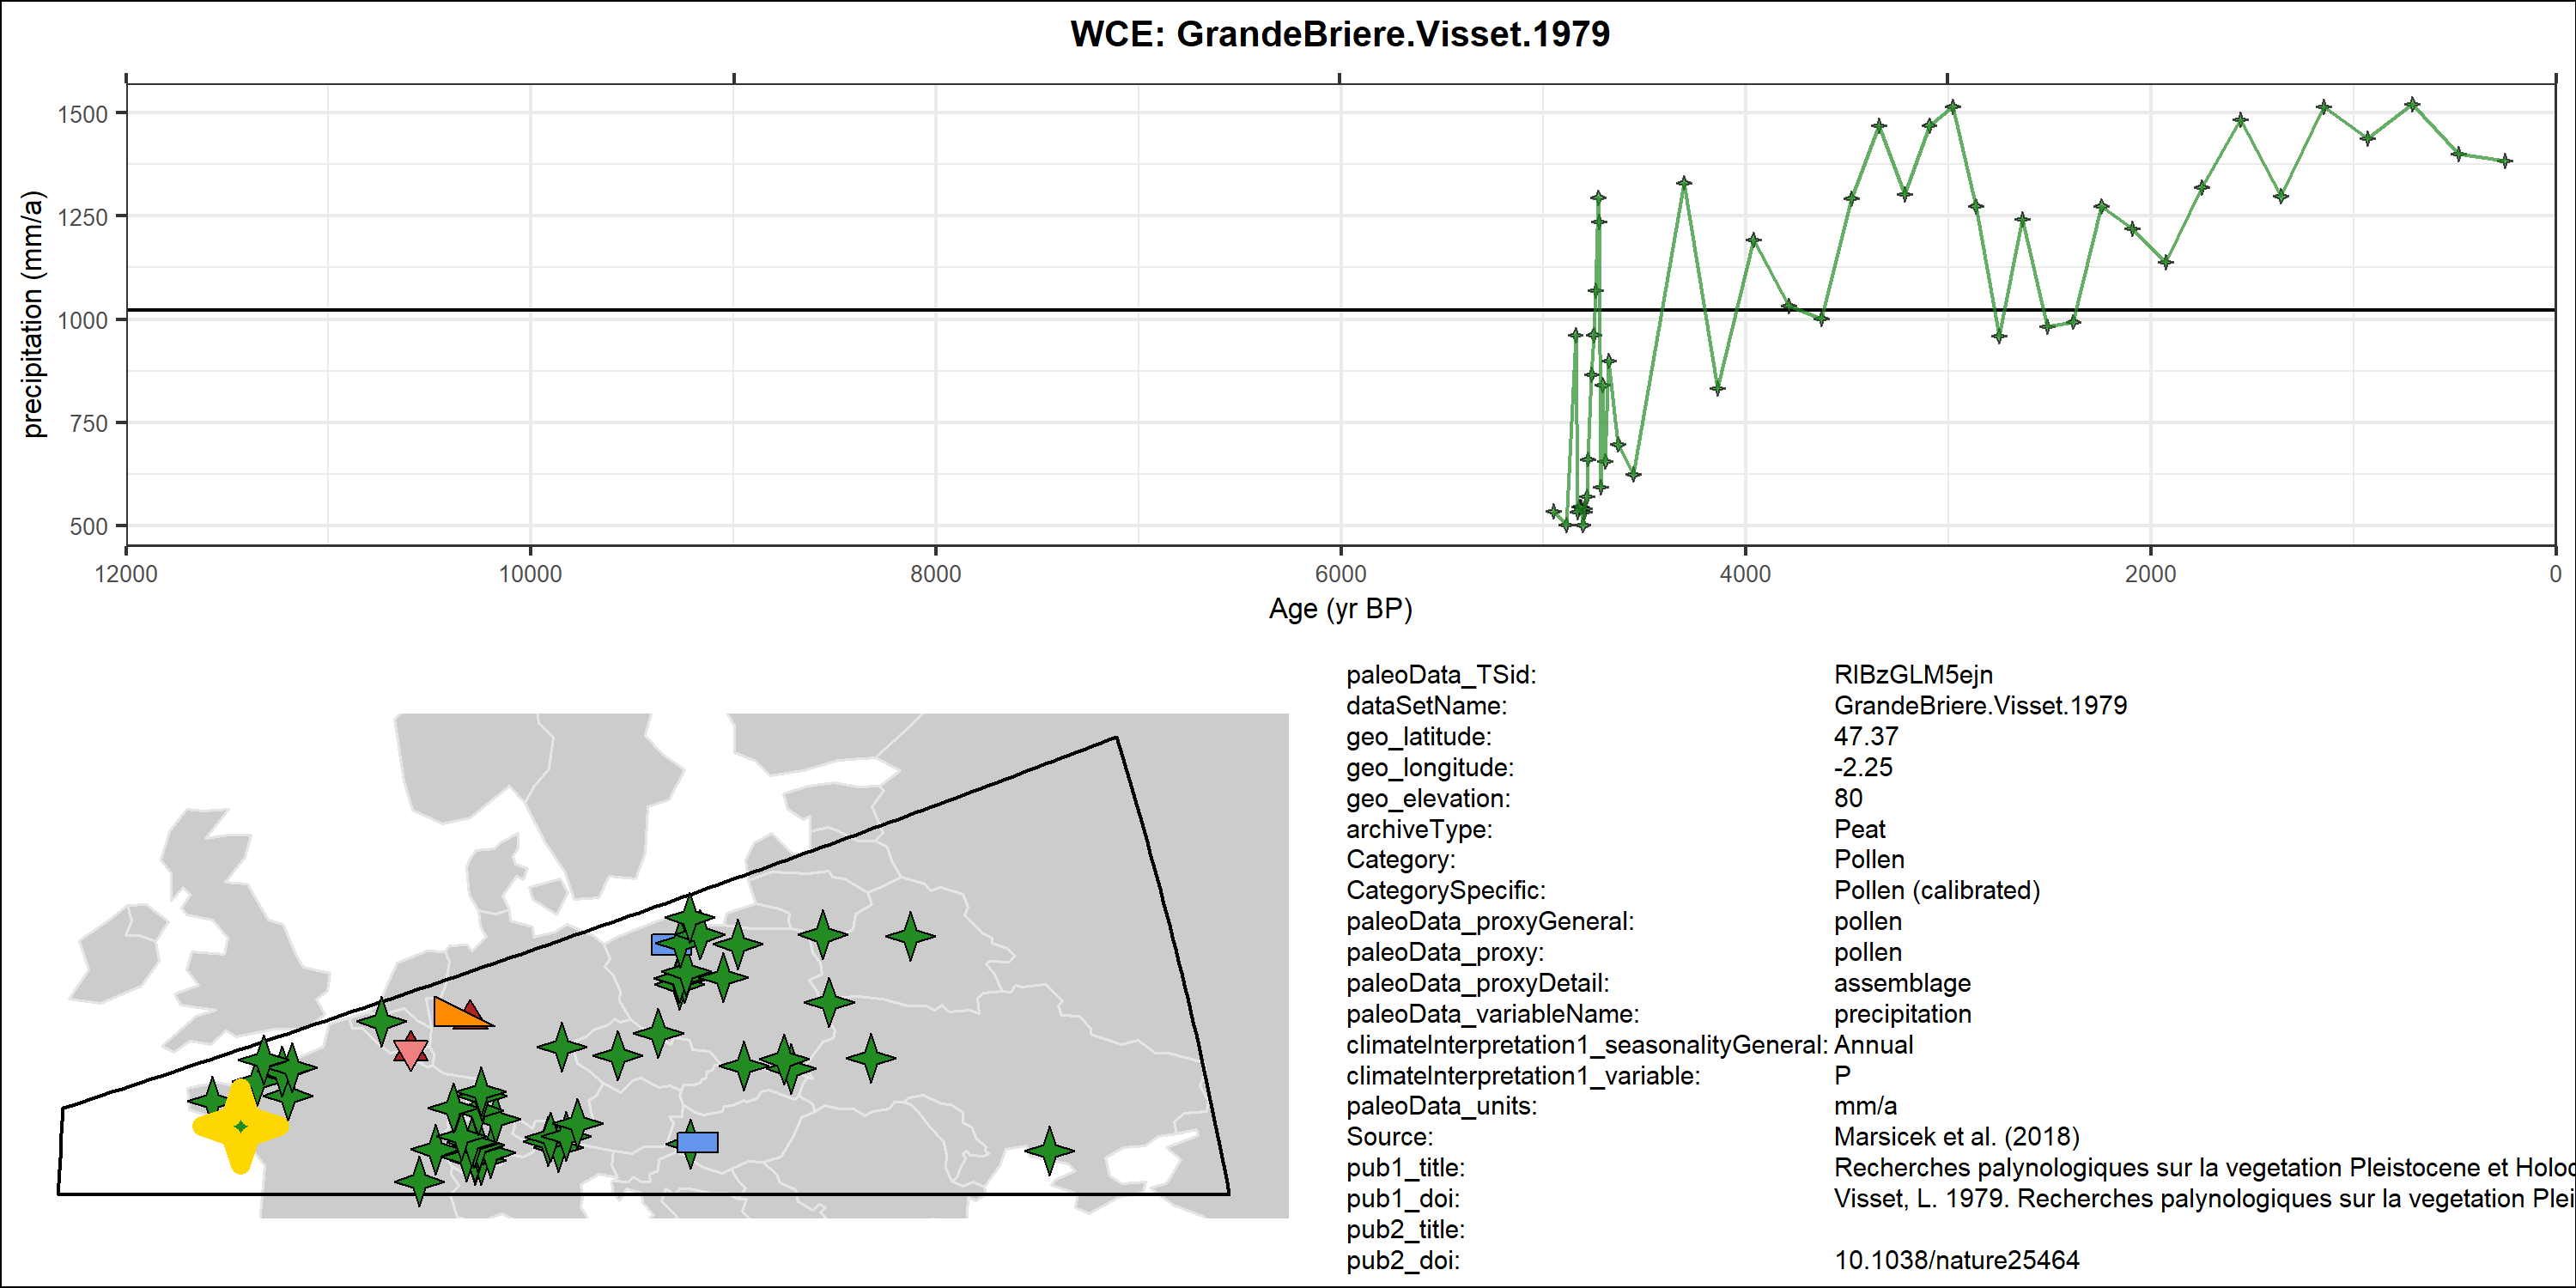 WCE: GrandeBriere.Visset.1979
1500
1250
1000
750
500
precipitation (mm/a)
12000 10000 8000 6000 4000 2000 0
Age (yr BP)
paleoData_TSid: RlBzGLM5ejn
dataSetName: GrandeBriere.Visset.1979
geo_latitude: 47.37
geo_longitude: -2.25
geo_elevation: 80
archiveType: Peat
Category: Pollen
CategorySpecific: Pollen (calibrated)
paleoData_proxyGeneral: pollen
paleoData_proxy: pollen
paleoData_proxyDetail: assemblage
paleoData_variableName: precipitation
climateInterpretation1_seasonalityGeneral: Annual
climateInterpretation1_variable: P
paleoData_units: mm/a
Source: Marsicek et al. (2018)
pub1_title: Recherches palynologiques sur la vegetation Pleistocene et Holoc
pub1_doi: Visset, L. 1979. Recherches palynologiques sur la vegetation Plei
pub2_title:
pub2_doi: 10.1038/nature25464